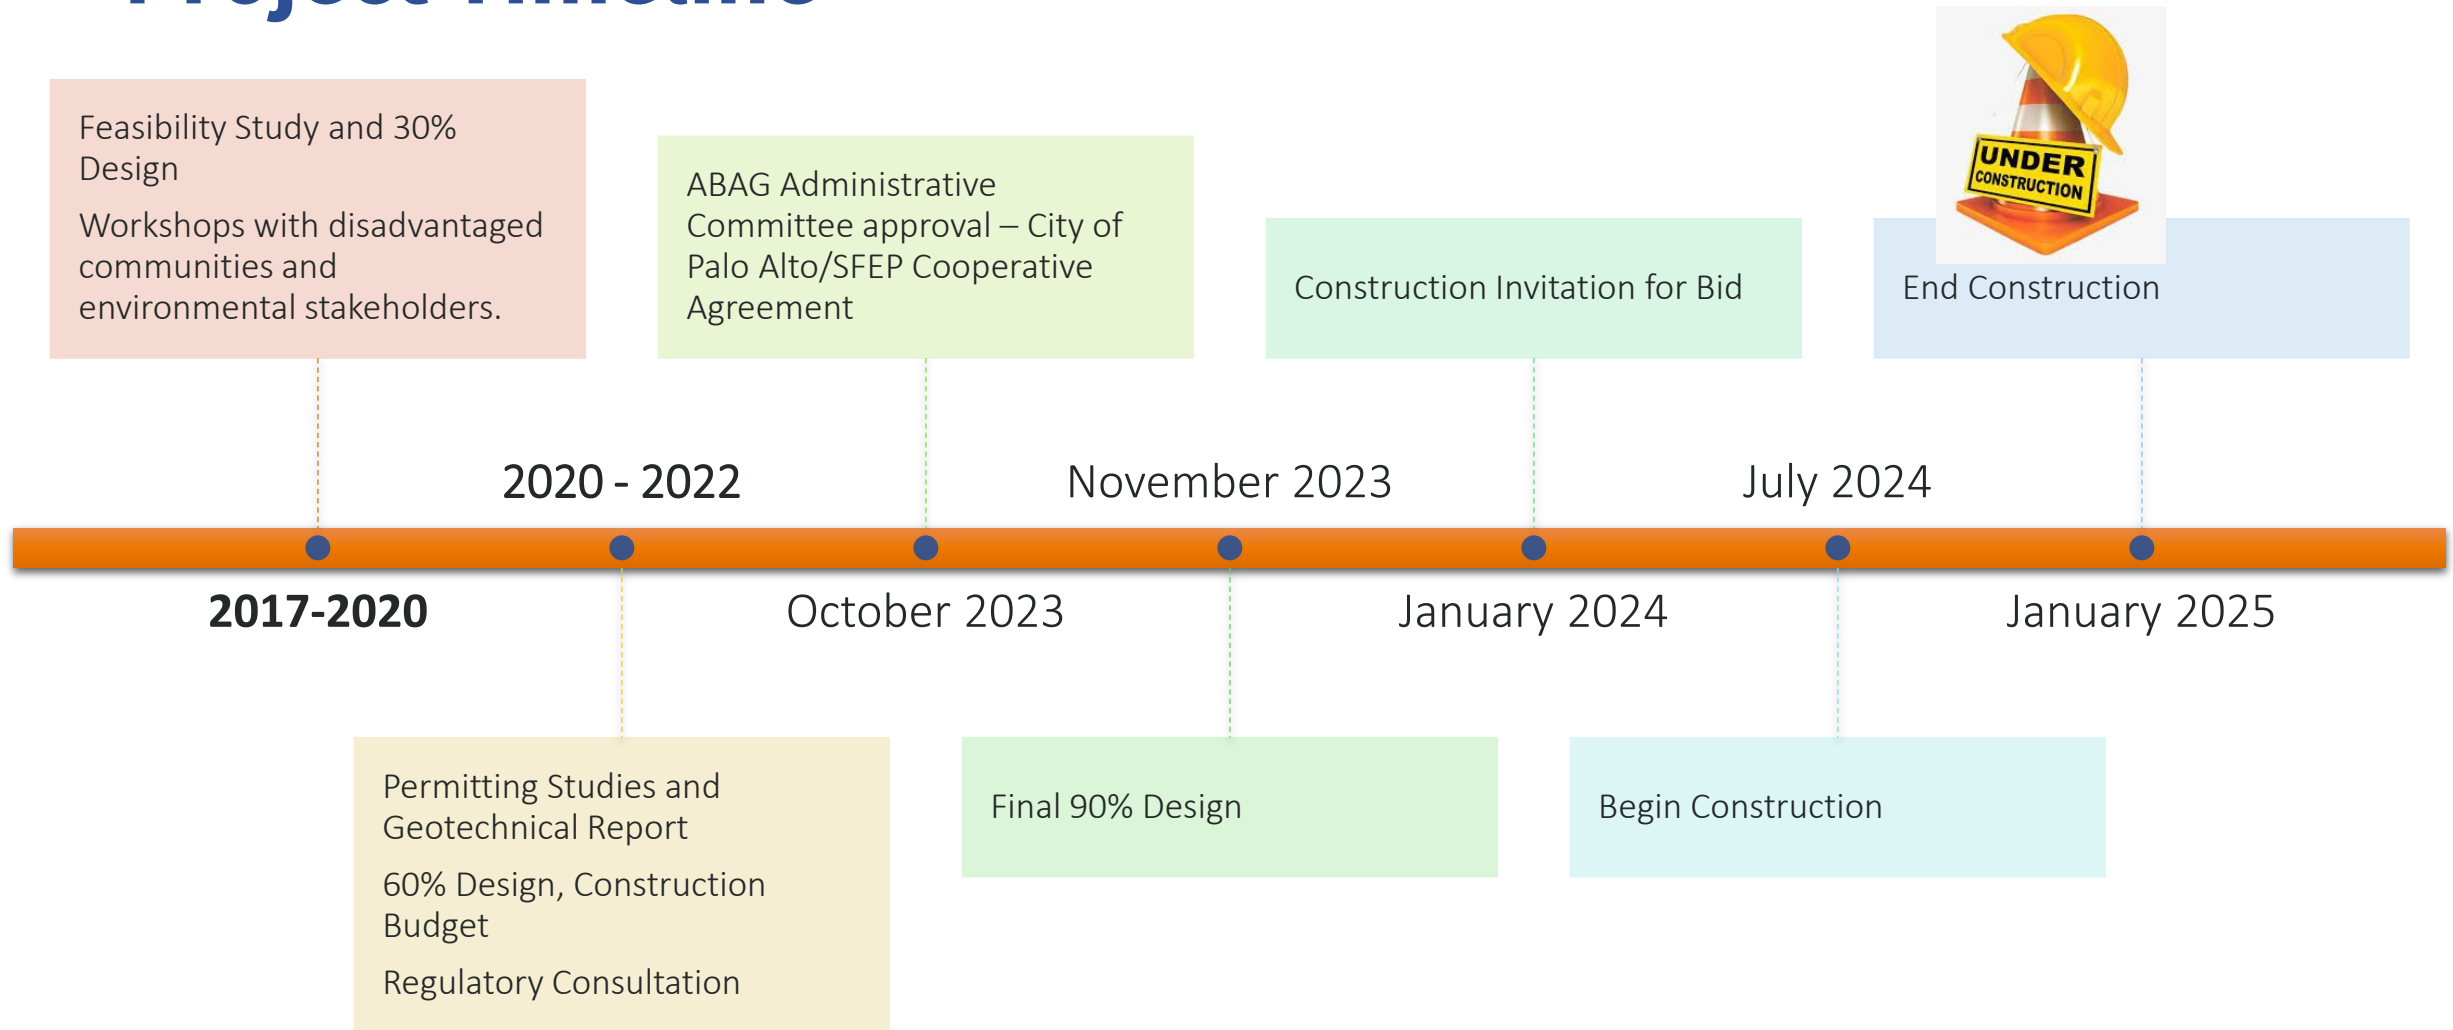 Project Timeline
Feasibility Study and 30%
Design
Workshops with disadvantaged
communities and
environmental stakeholders.
ABAG Administrative
Committee approval – City of
Palo Alto/SFEP Cooperative
Agreement
Construction Invitation for Bid
UNDER
CONSTRUCTION
End Construction
2020 - 2022
November 2023
July 2024
2017-2020
October 2023
January 2024
January 2025
Permitting Studies and
Geotechnical Report
60% Design, Construction
Budget
Regulatory Consultation
Final 90% Design
Begin Construction